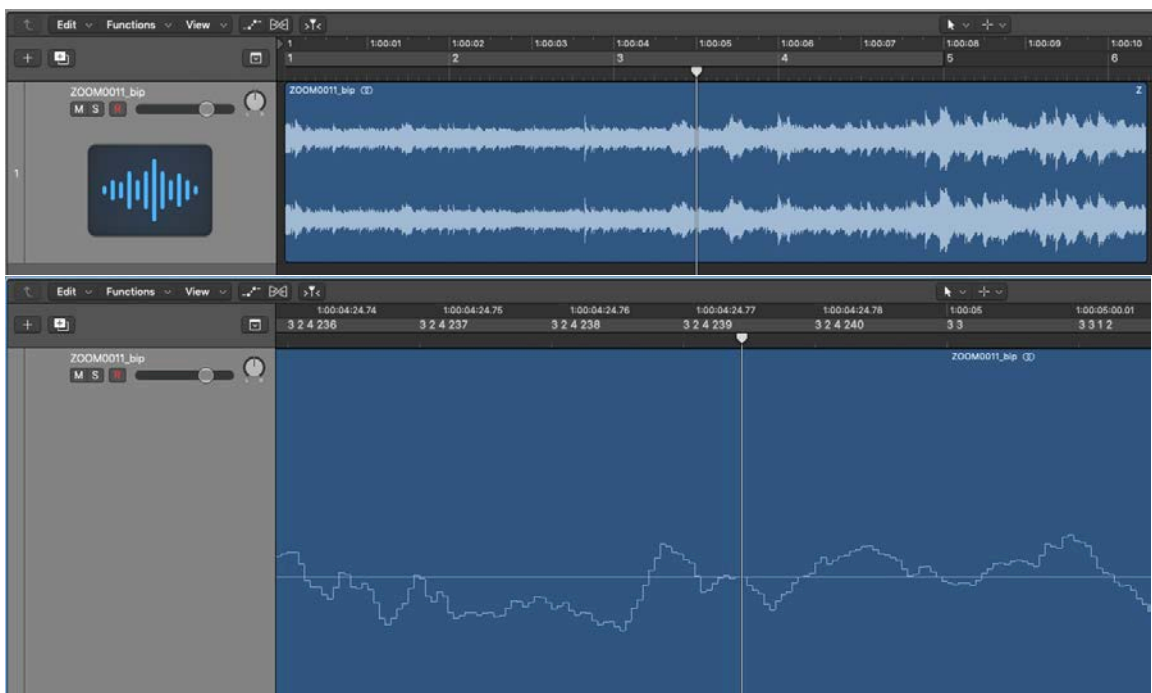 Edit Functions View
1 1:00:01 1:00:02 1:00:03 1:00:04 1:00:05 1:00:06 1:00:07 1:00:08 1:00:09 1:00:10
1 2 3 4 5 6
ZOOM0011_bip
M S R
ZOOM0011_bip
Z
1
Edit Functions View
1:00:04:24.74 1:00:04:24.75 1:00:04:24.76 1:00:04:24.77 1:00:04:24.78 1:00:05 1:00:05:00.01
3 2 4 236 3 2 4 237 3 2 4 238 3 2 4 239 3 2 4 240 3 3 3 3 1 2
ZOOM0011_bip
M S R
ZOOM0011_bip